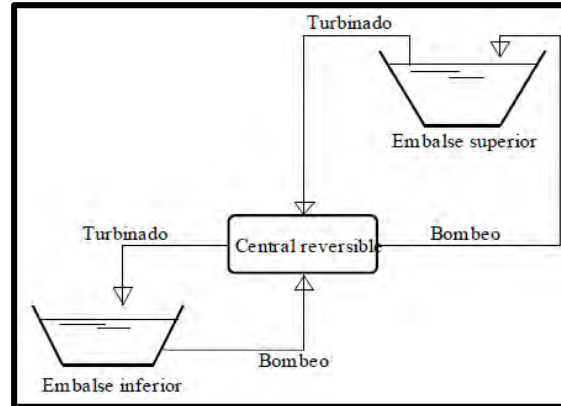 Turbinado
Embalse superior
Turbinado
Central reversible
Bombeo
Bombeo
Embalse inferior